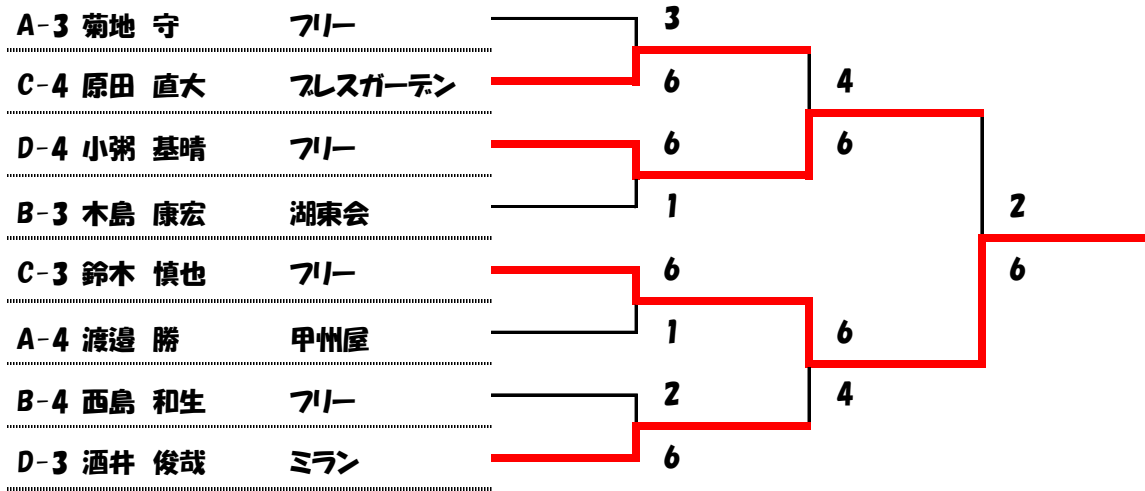 A-3 菊地 守 フリー 3
C-4 原田 直大 ブレスガーデン 6 4
D-4 小粥 基晴 フリー 6 6
B-3 木島 康宏 湖東会 1 2
C-3 鈴木 慎也 フリー 6 6
A-4 渡邉 勝 甲州屋 1 6
B-4 西島 和生 フリー 2 4
D-3 酒井 俊哉 ミラン 6